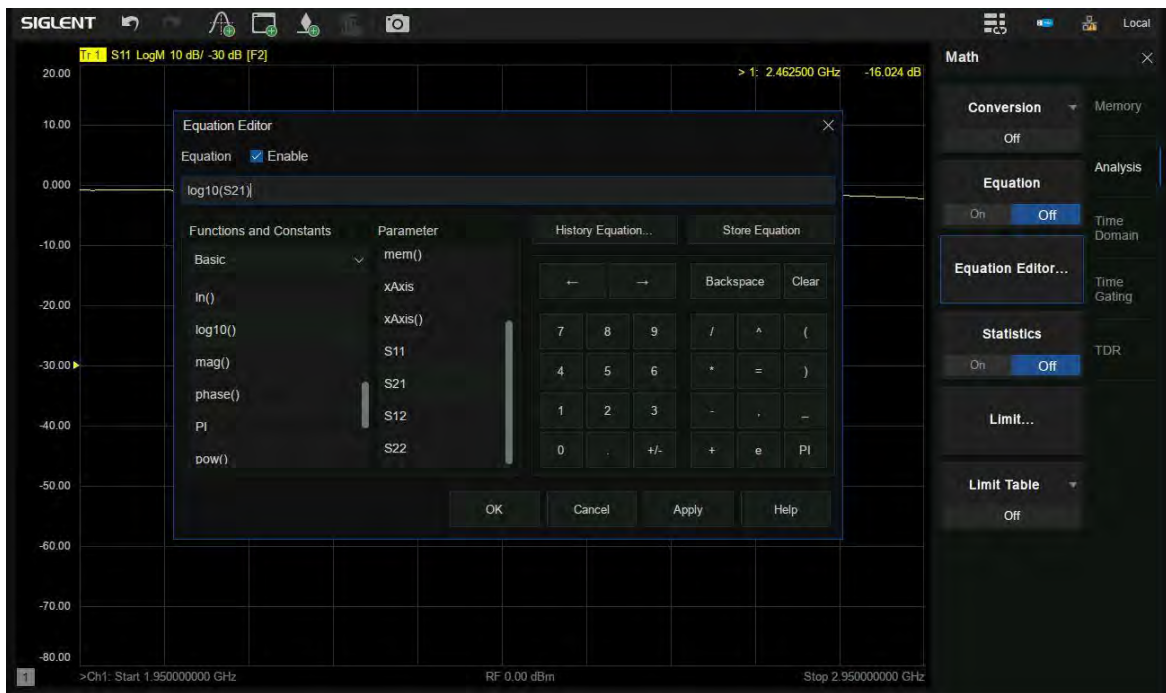 SIGLENT
Local
Tr 1 S11 LogM 10 dB/ -30 dB [F2]
> 1: 2.462500 GHz -16.024 dB
20.00
10.00
0.000
-10.00
-20.00
-30.00
-40.00
-50.00
-60.00
-70.00
-80.00
Equation Editor
Equation Enable
log10(S21)
Functions and Constants
Basic
ln()
log10()
mag()
phase()
PI
pow()
Parameter
mem()
xAxis
xAxis()
S11
S21
S12
S22
History Equation... Store Equation
← → Backspace Clear
7 8 9 / ^ (
4 5 6 * = )
1 2 3 - , _
0 . +/- + e PI
OK Cancel Apply Help
Math
Conversion
Off
Equation
On Off
Equation Editor...
Statistics
On Off
Limit...
Limit Table
Off
Memory
Analysis
Time
Domain
Time
Gating
TDR
1 >Ch1: Start 1.950000000 GHz RF 0.00 dBm Stop 2.950000000 GHz